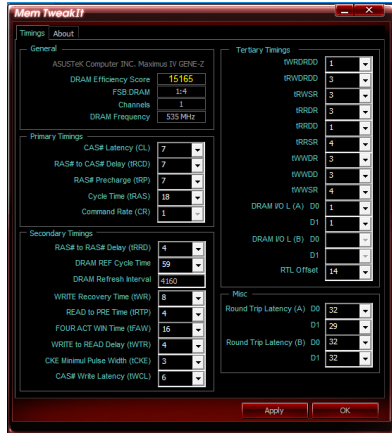 Mem TweakIt
Timings About
General
ASUSTeK Computer INC. Maximus IV GENE-Z
DRAM Efficiency Score 15165
FSB:DRAM 1:4
Channels 1
DRAM Frequency 535 MHz
Primary Timings
CAS# Latency (CL) 7
RAS# to CAS# Delay (tRCD) 7
RAS# Precharge (tRP) 7
Cycle Time (tRAS) 18
Command Rate (CR) 1
Secondary Timings
RAS# to RAS# Delay (tRRD) 4
DRAM REF Cycle Time 59
DRAM Refresh Interval 4160
WRITE Recovery Time (tWR) 8
READ to PRE Time (tRTP) 4
FOUR ACT WIN Time (tFAW) 16
WRITE to READ Delay (tWTR) 4
CKE Minimul Pulse Width (tCKE) 3
CAS# Write Latency (tWCL) 6
Tertiary Timings
tWRDRD 1
tRWDRDD 3
tRWSR 3
tRRDR 3
tRRDD 1
tRRSR 4
tWWDR 3
tWWDD 3
tWWSR 4
DRAM I/O L (A) D0 1
D1 1
DRAM I/O L (B) D0
D1
RTL Offset 14
Misc
Round Trip Latency (A) D0 32
D1 29
Round Trip Latency (B) D0 32
D1 32
Apply OK